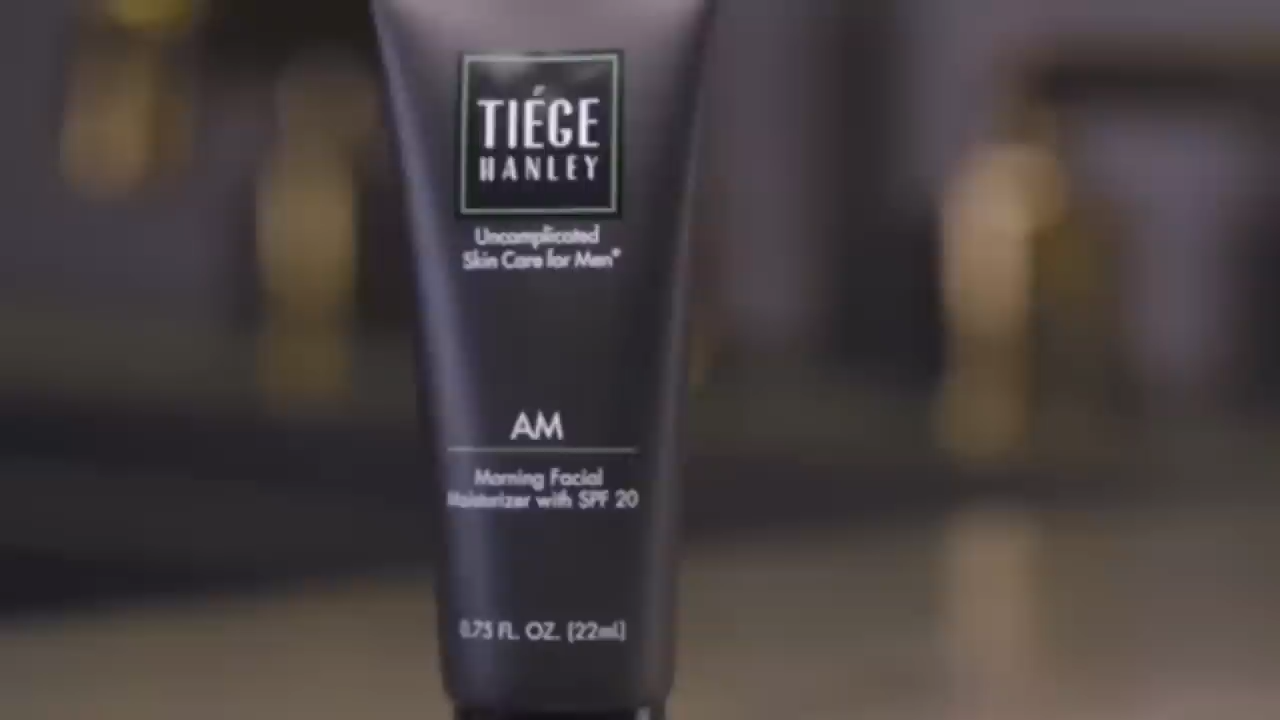 TIÉGE
HANLEY
Uncomplicated
Skin Care for Men®
AM
Morning Facial
Moisturizer with SPF 20
0.75 FL. OZ. (22ml)